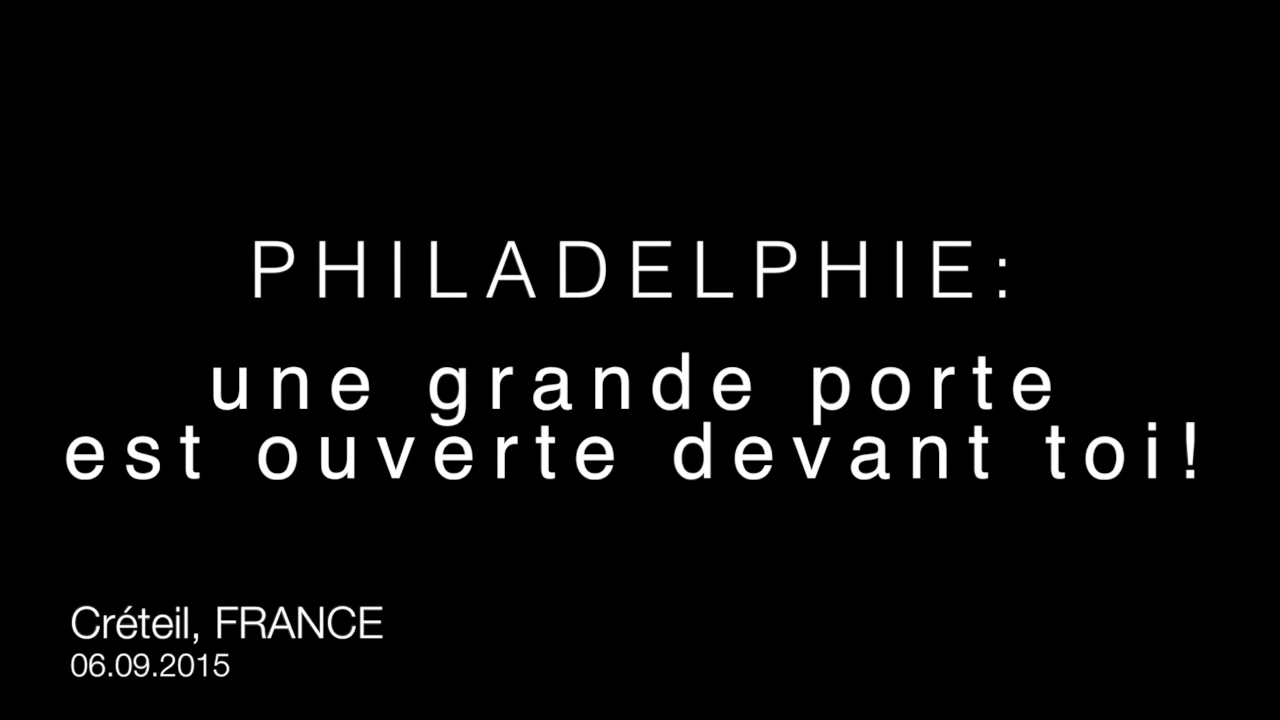 PHILADELPHIE:
une grande porte
est ouverte devant toi!
Créteil, FRANCE
06.09.2015